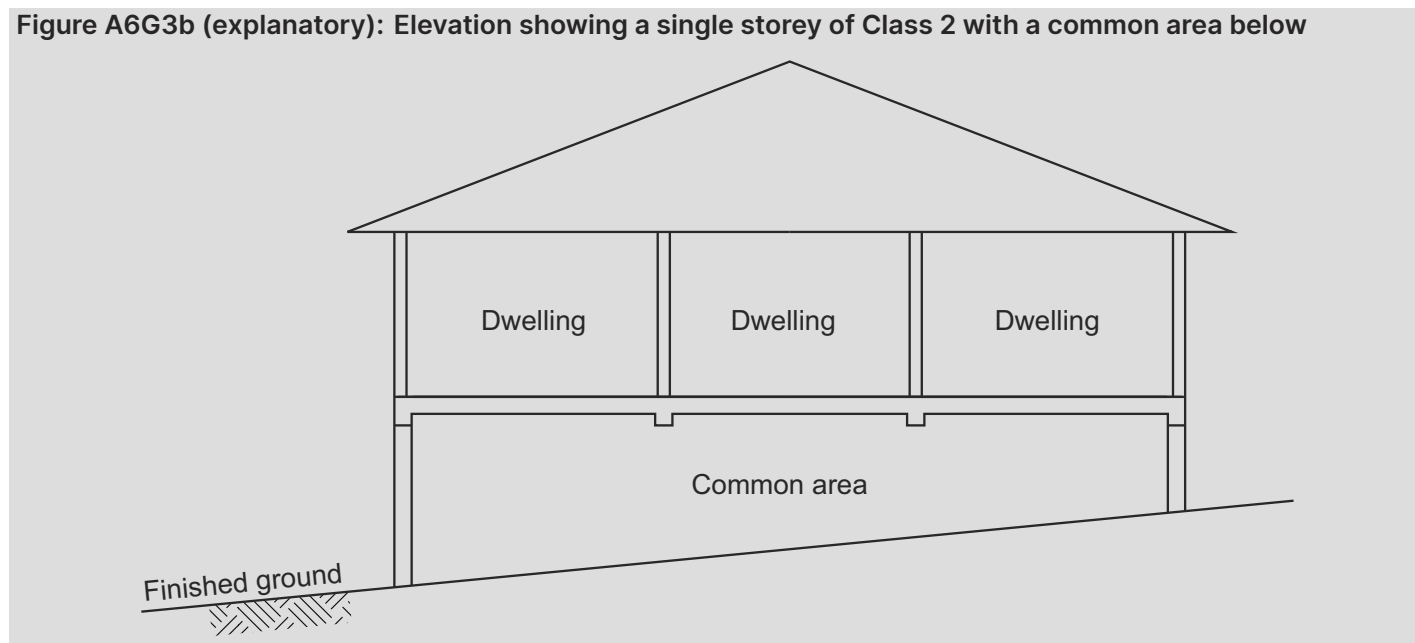 Figure A6G3b (explanatory): Elevation showing a single storey of Class 2 with a common area below
Dwelling
Dwelling
Dwelling
Common area
Finished ground